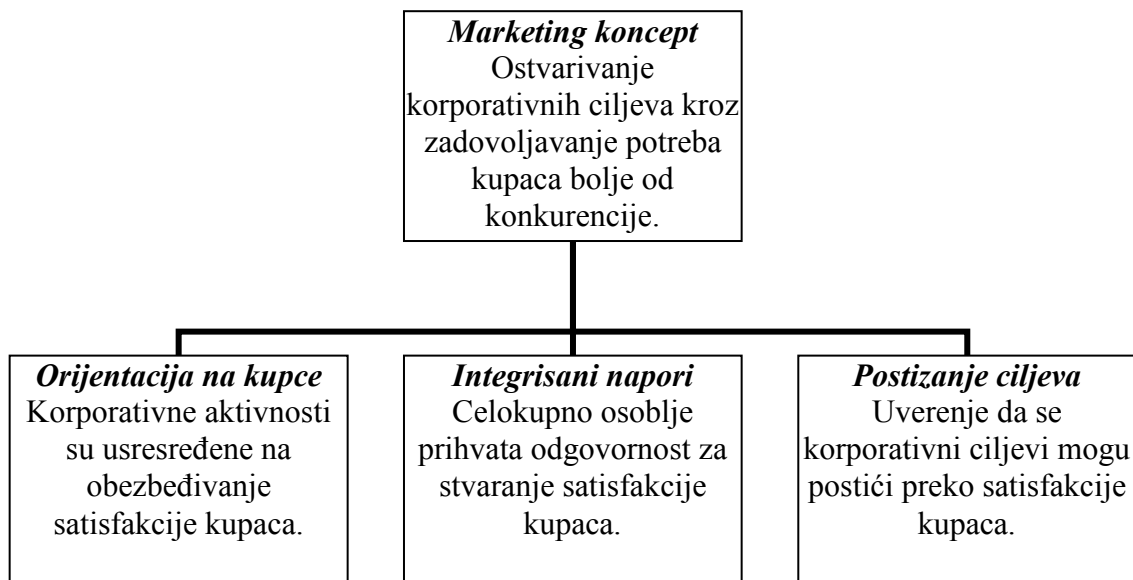 Marketing koncept
Ostvarivanje
korporativnih ciljeva kroz
zadovoljavanje potreba
kupaca bolje od
konkurencije.
Orijentacija na kupce
Korporativne aktivnosti
su usresređene na
obezbeđivanje
satisfakcije kupaca.
Integrisani napori
Celokupno osoblje
prihvata odgovornost za
stvaranje satisfakcije
kupaca.
Postizanje ciljeva
Uverenje da se
korporativni ciljevi mogu
postići preko satisfakcije
kupaca.